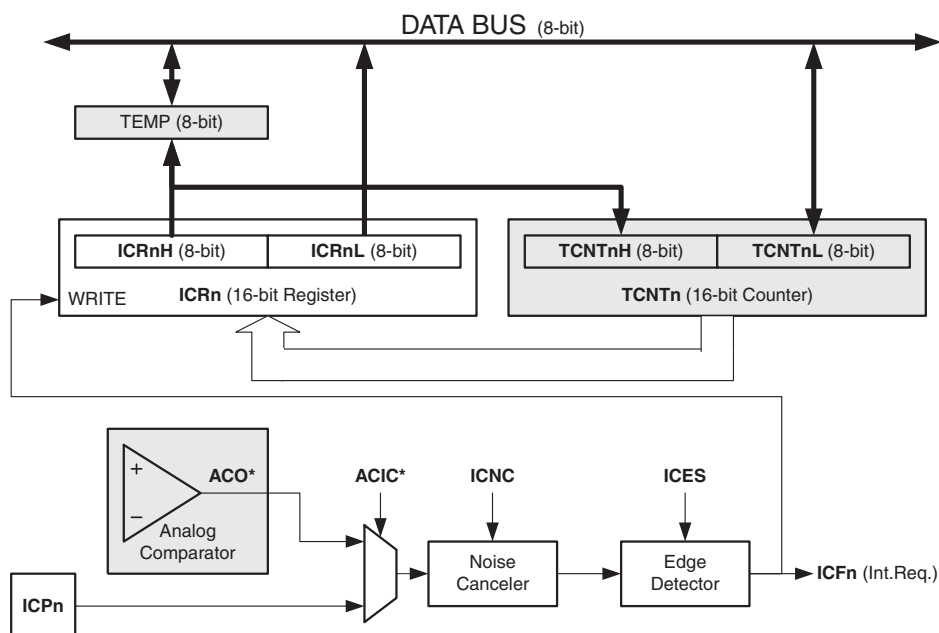 DATA BUS (8-bit)
TEMP (8-bit)
ICRnH (8-bit)
ICRnL (8-bit)
TCNTnH (8-bit)
TCNTnL (8-bit)
WRITE
ICRn (16-bit Register)
TCNTn (16-bit Counter)
+
−
ACO*
Analog
Comparator
ACIC*
ICNC
ICES
Noise
Canceler
Edge
Detector
ICFn (Int.Req.)
ICPn